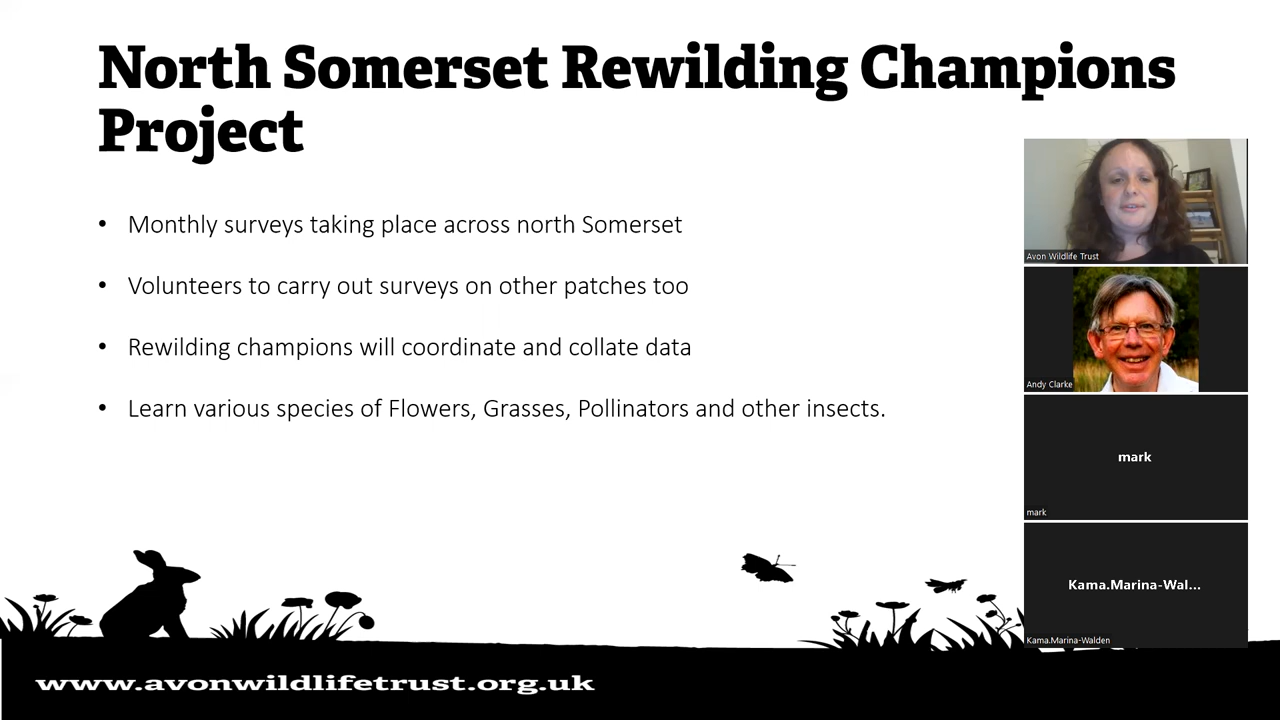 North Somerset Rewilding Champions
Project
• Monthly surveys taking place across north Somerset
• Volunteers to carry out surveys on other patches too
• Rewilding champions will coordinate and collate data
• Learn various species of Flowers, Grasses, Pollinators and other insects.
Avon Wildlife Trust
Andy Clarke
mark
mark
Kama.Marina-Wal...
Kama.Marina-Walden
www.avonwildlifetrust.org.uk